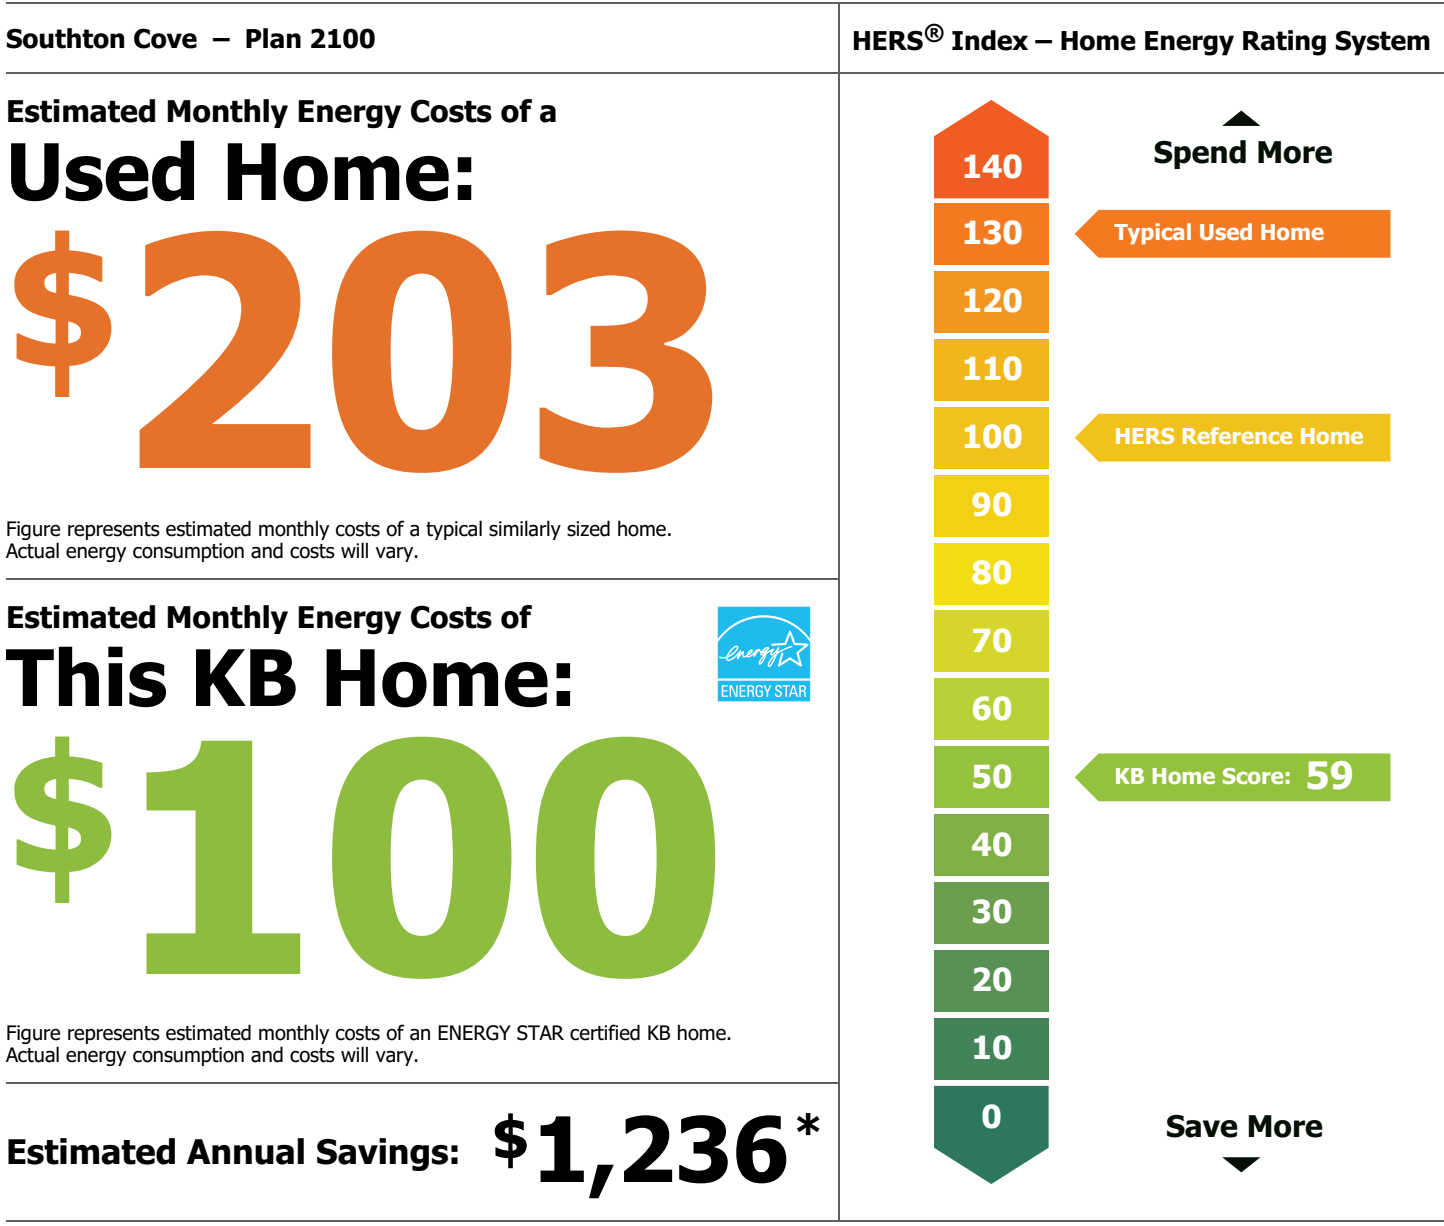 Southton Cove – Plan 2100
Estimated Monthly Energy Costs of a
Used Home:
$203
Figure represents estimated monthly costs of a typical similarly sized home.
Actual energy consumption and costs will vary.
Estimated Monthly Energy Costs of
This KB Home:
energy
ENERGY STAR
$100
Figure represents estimated monthly costs of an ENERGY STAR certified KB home.
Actual energy consumption and costs will vary.
Estimated Annual Savings: $1,236*
HERS® Index – Home Energy Rating System
Spend More
140
130
Typical Used Home
120
110
100
HERS Reference Home
90
80
70
60
50
KB Home Score: 59
40
30
20
10
0
Save More